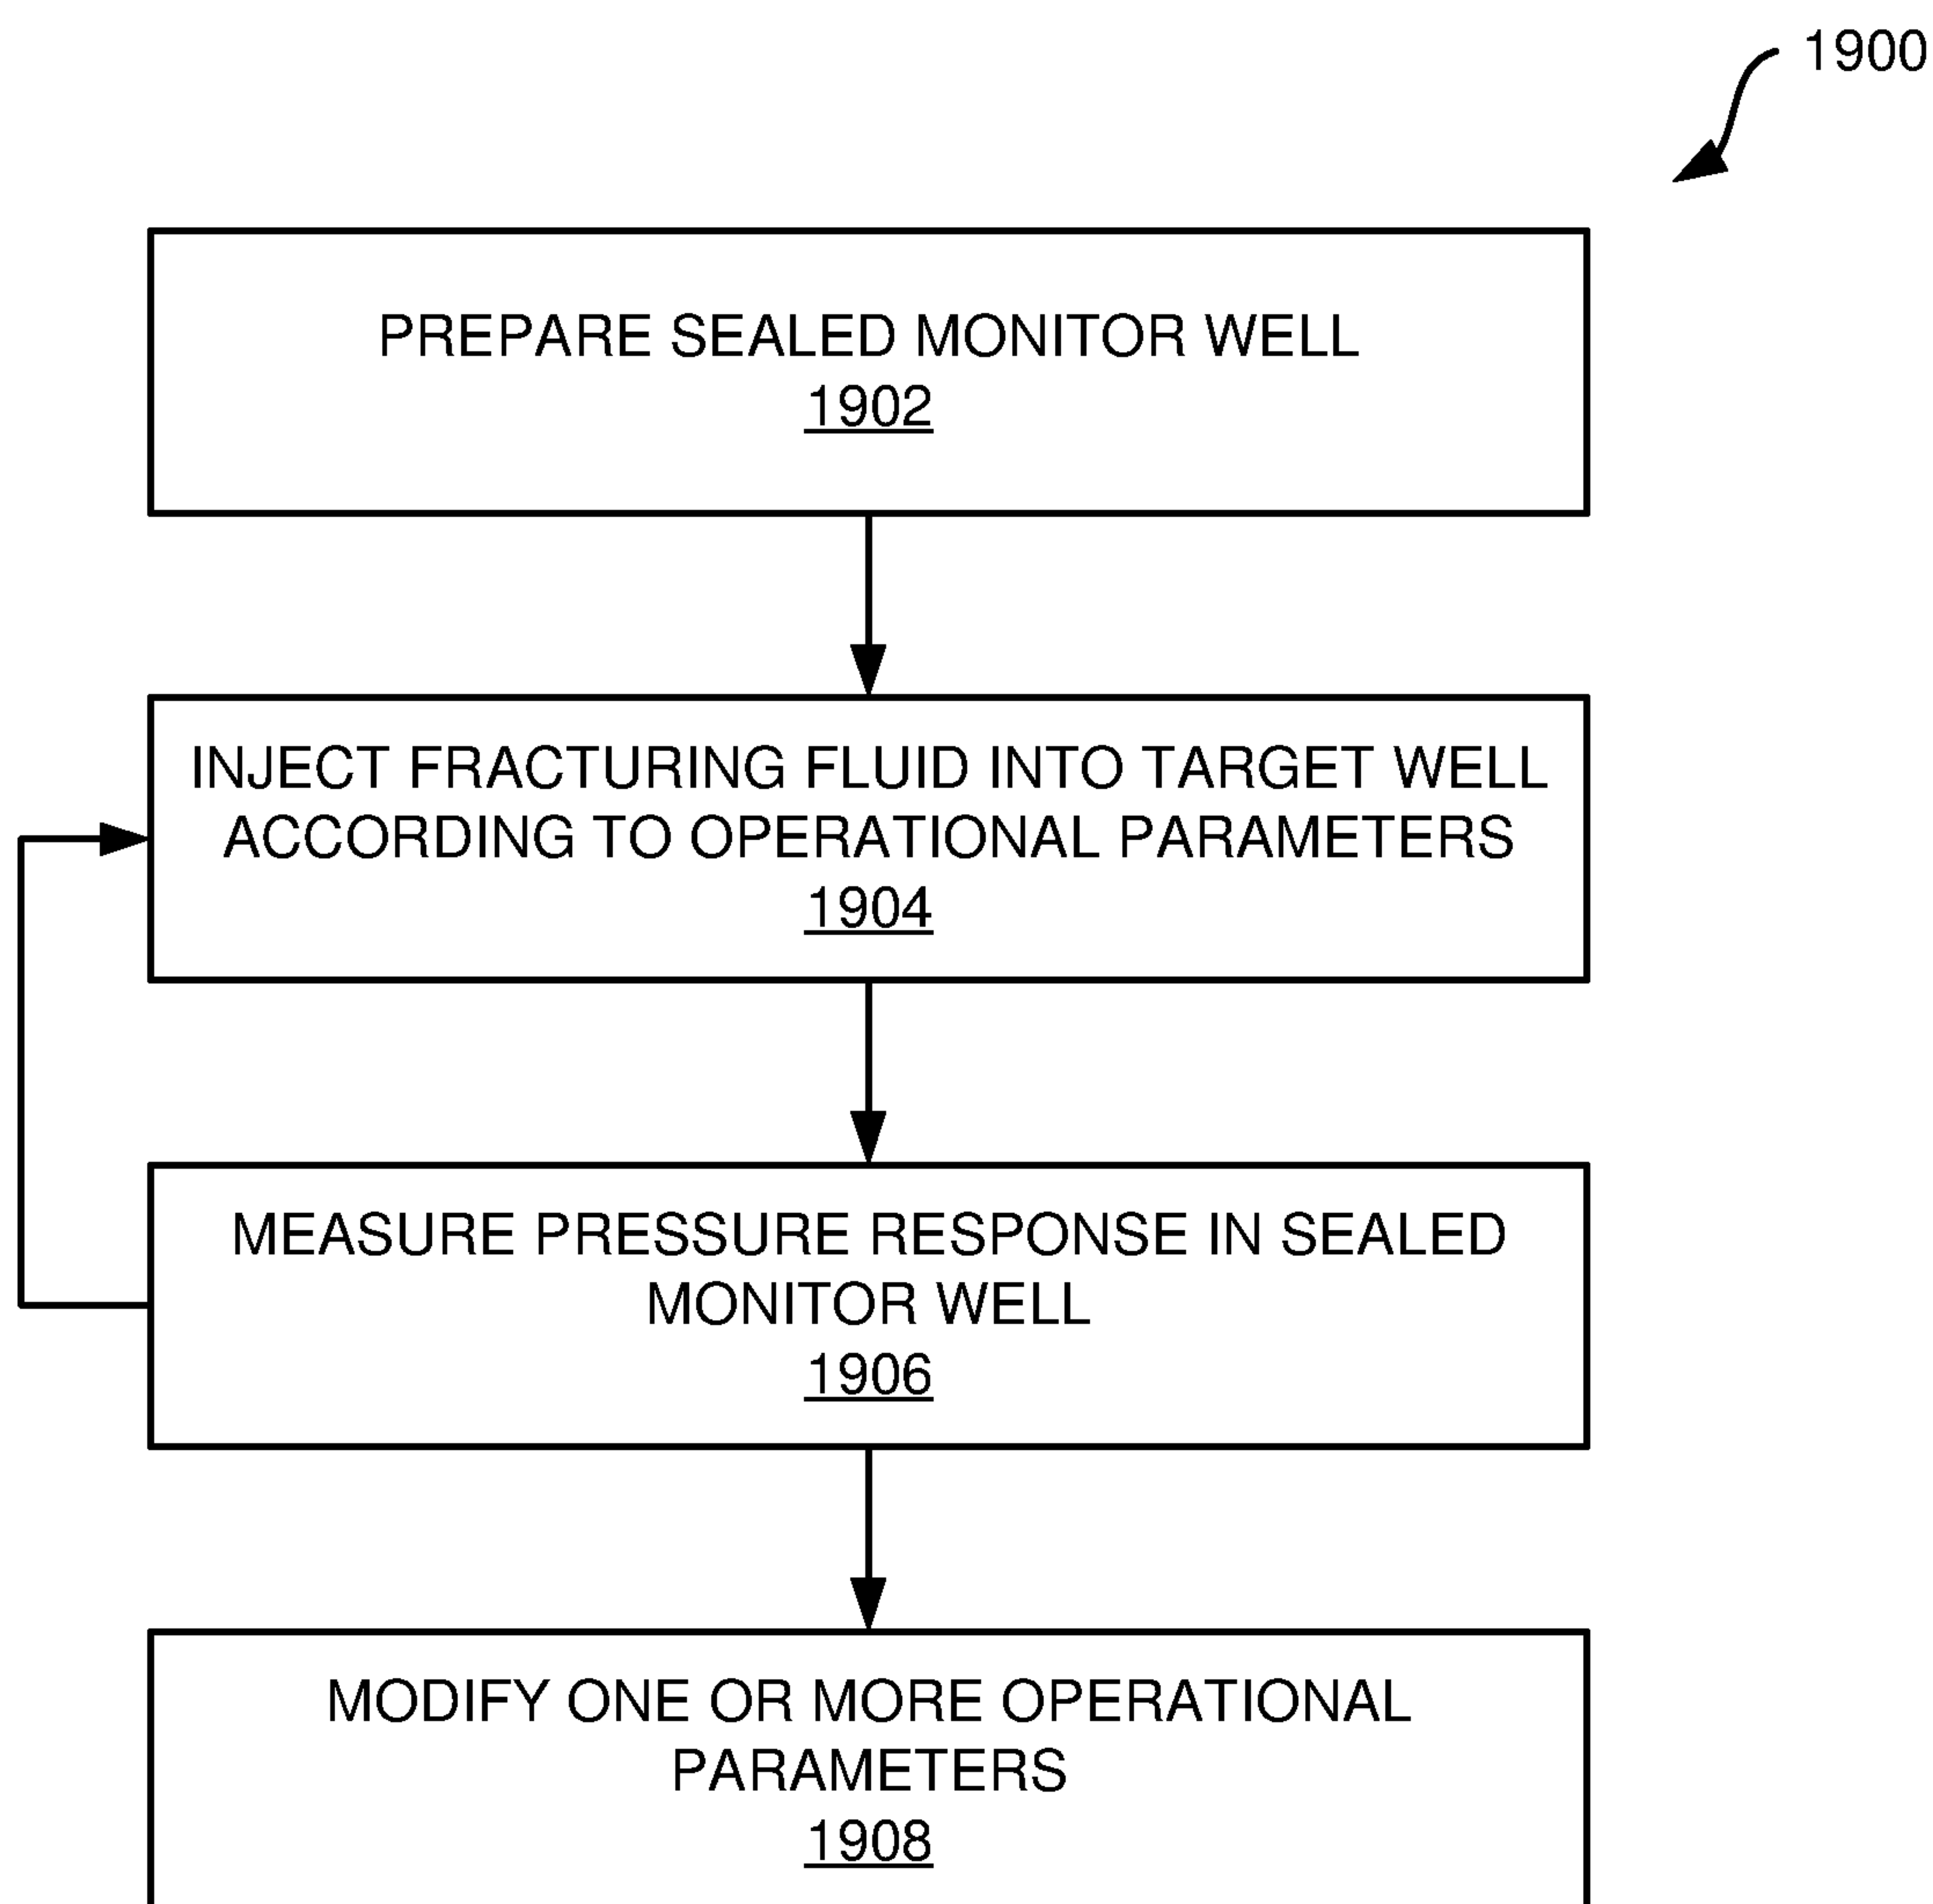 1900
PREPARE SEALED MONITOR WELL
1902
INJECT FRACTURING FLUID INTO TARGET WELL
ACCORDING TO OPERATIONAL PARAMETERS
1904
MEASURE PRESSURE RESPONSE IN SEALED
MONITOR WELL
1906
MODIFY ONE OR MORE OPERATIONAL
PARAMETERS
1908